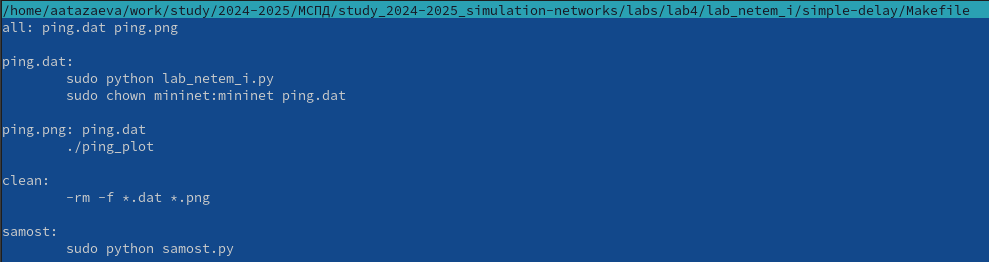 /home/aatazaeva/work/study/2024-2025/МСПД/study_2024-2025_simulation-networks/labs/lab4/lab_netem_i/simple-delay/Makefile
all: ping.dat ping.png
ping.dat:
sudo python lab_netem_i.py
sudo chown mininet:mininet ping.dat
ping.png: ping.dat
./ping_plot
clean:
-rm -f *.dat *.png
samost:
sudo python samost.py